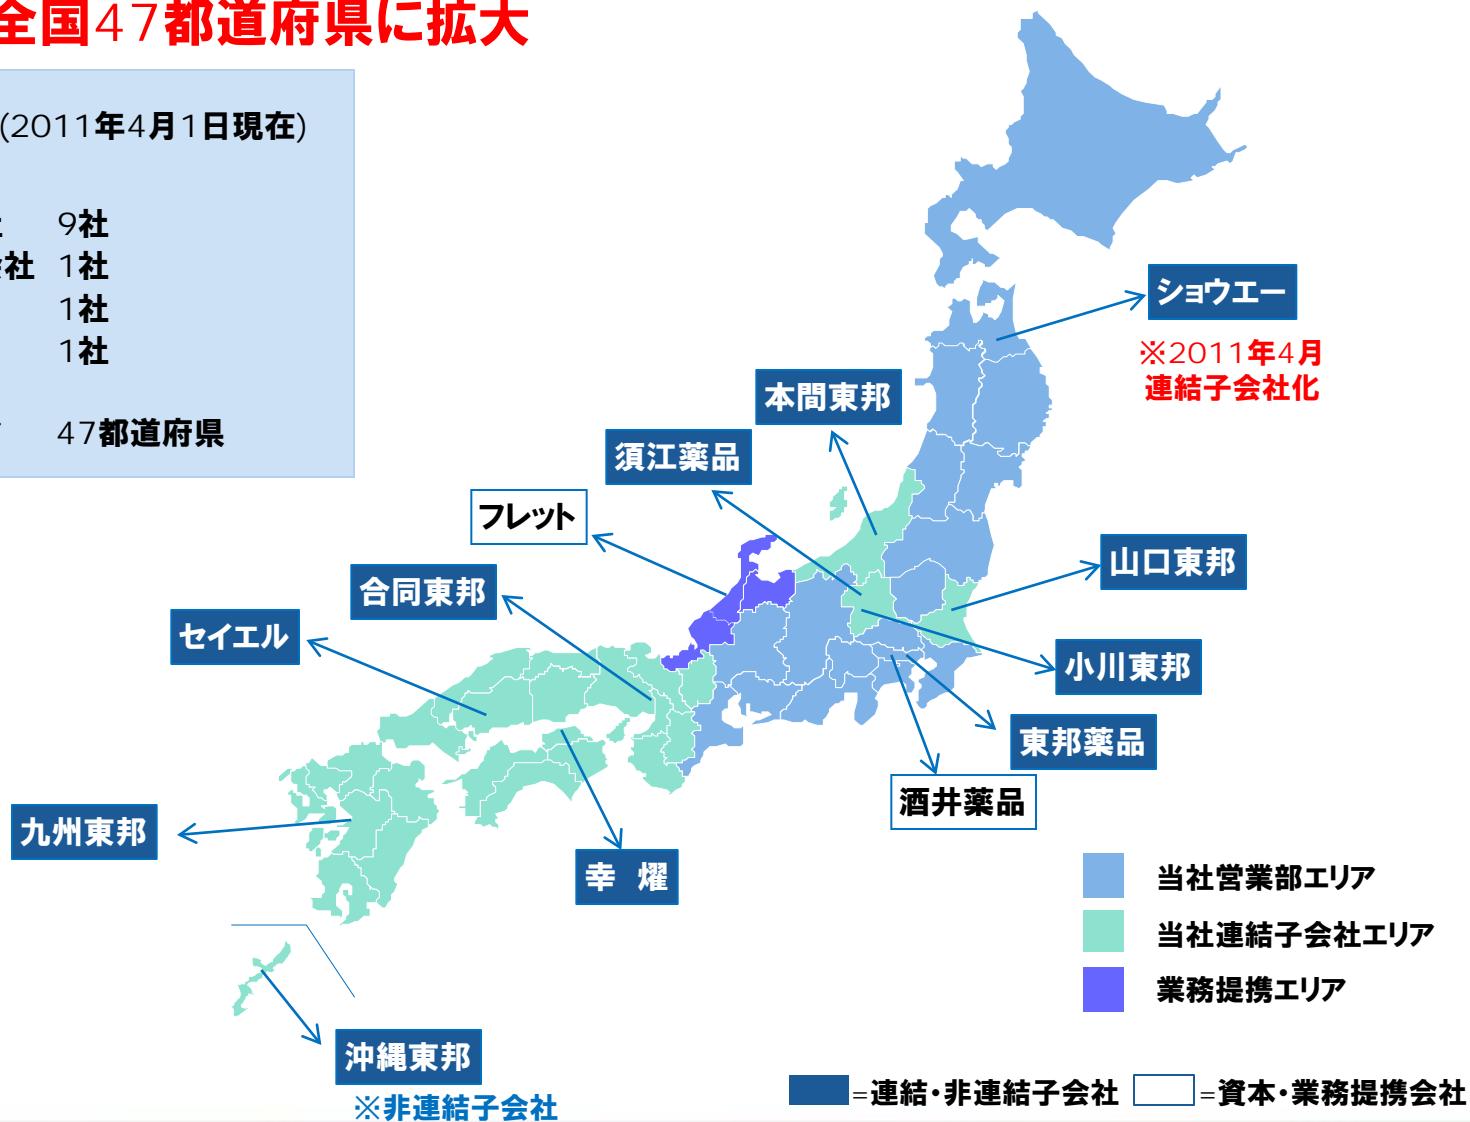 全国47都道府県に拡大
(2011年4月1日現在)
9社
会社 1社
1社
1社
47都道府県
ショウエー
※2011年4月
連結子会社化
本間東邦
須江薬品
フレット
合同東邦
セイエル
山口東邦
小川東邦
東邦薬品
酒井薬品
九州東邦
幸 燿
沖縄東邦
※非連結子会社
当社営業部エリア
当社連結子会社エリア
業務提携エリア
=連結・非連結子会社
=資本・業務提携会社